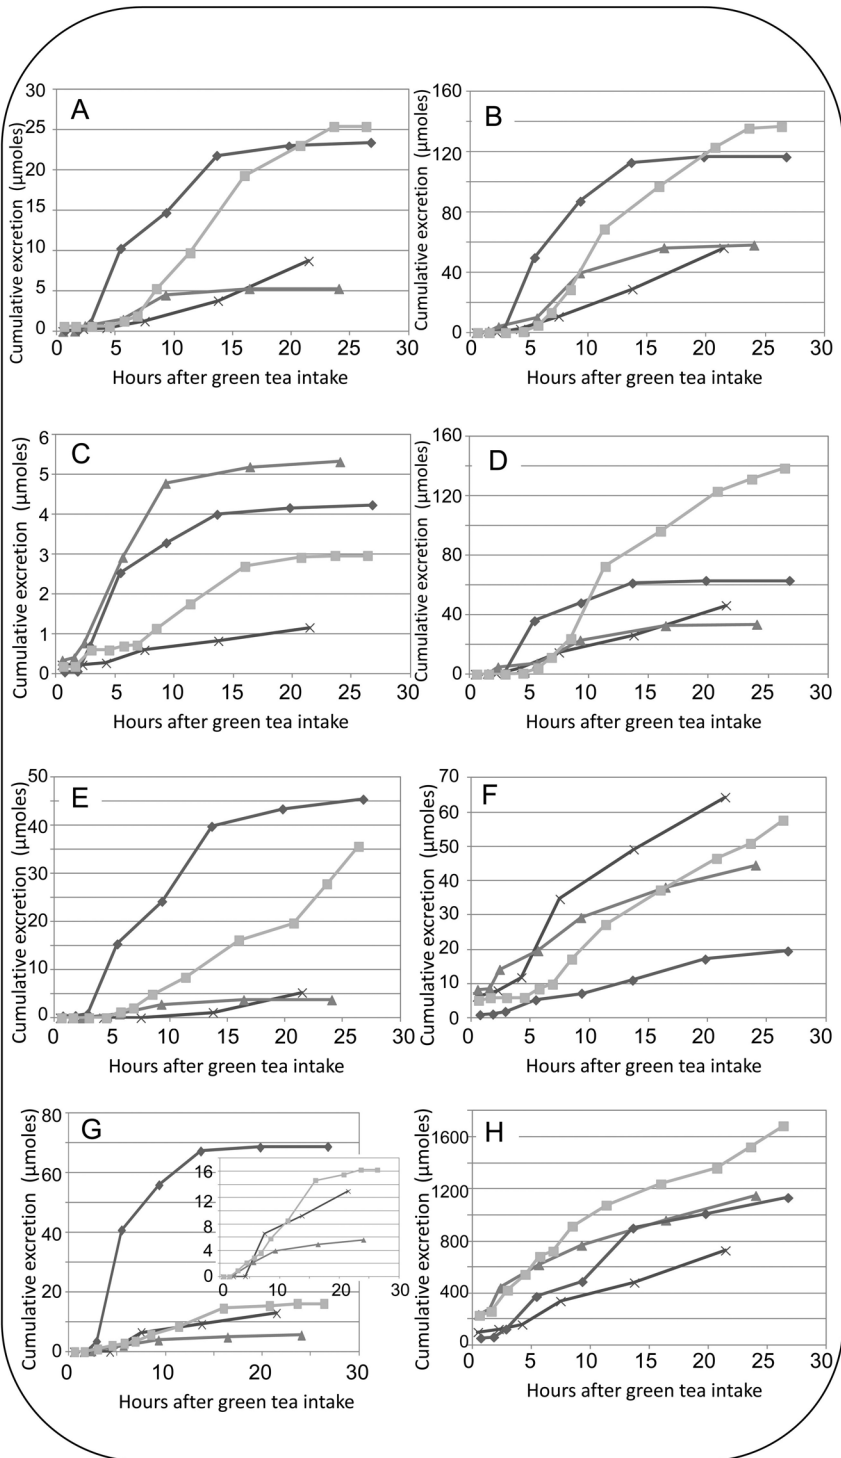 A
Cumulative excretion (μmoles)
30
25
20
15
10
5
0
0 5 10 15 20 25 30
Hours after green tea intake
B
Cumulative excretion (μmoles)
160
120
80
40
0
0 5 10 15 20 25 30
Hours after green tea intake
C
Cumulative excretion (μmoles)
6
5
4
3
2
1
0
0 5 10 15 20 25 30
Hours after green tea intake
D
Cumulative excretion (μmoles)
160
120
80
40
0
0 5 10 15 20 25 30
Hours after green tea intake
E
Cumulative excretion (μmoles)
50
40
30
20
10
0
0 5 10 15 20 25 30
Hours after green tea intake
F
Cumulative excretion (μmoles)
70
60
50
40
30
20
10
0
0 5 10 15 20 25 30
Hours after green tea intake
G
Cumulative excretion (μmoles)
80
60
40
20
0
0 10 20 30
16
12
8
4
0
0 10 20 30
Hours after green tea intake
H
Cumulative excretion (μmoles)
1600
1200
800
400
0
0 5 10 15 20 25 30
Hours after green tea intake